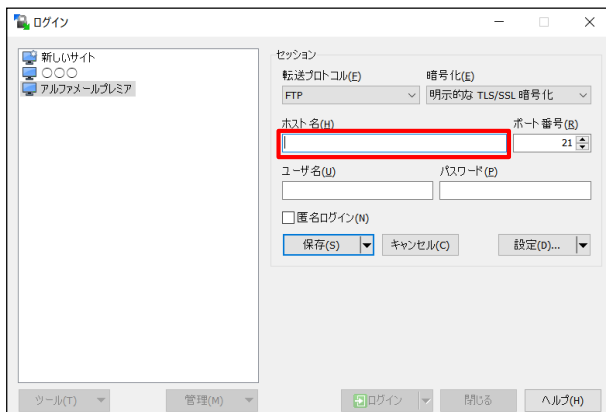 ログイン
新しいサイト
○○○
アルファメールプレミア
セッション
転送プロトコル(F) 暗号化(E)
FTP 明示的な TLS/SSL 暗号化
ホスト名(H) ポート番号(R)
21
ユーザ名(U) パスワード(P)
匿名ログイン(N)
保存(S) キャンセル(C) 設定(D)...
ツール(T) 管理(M) ログイン 閉じる ヘルプ(H)